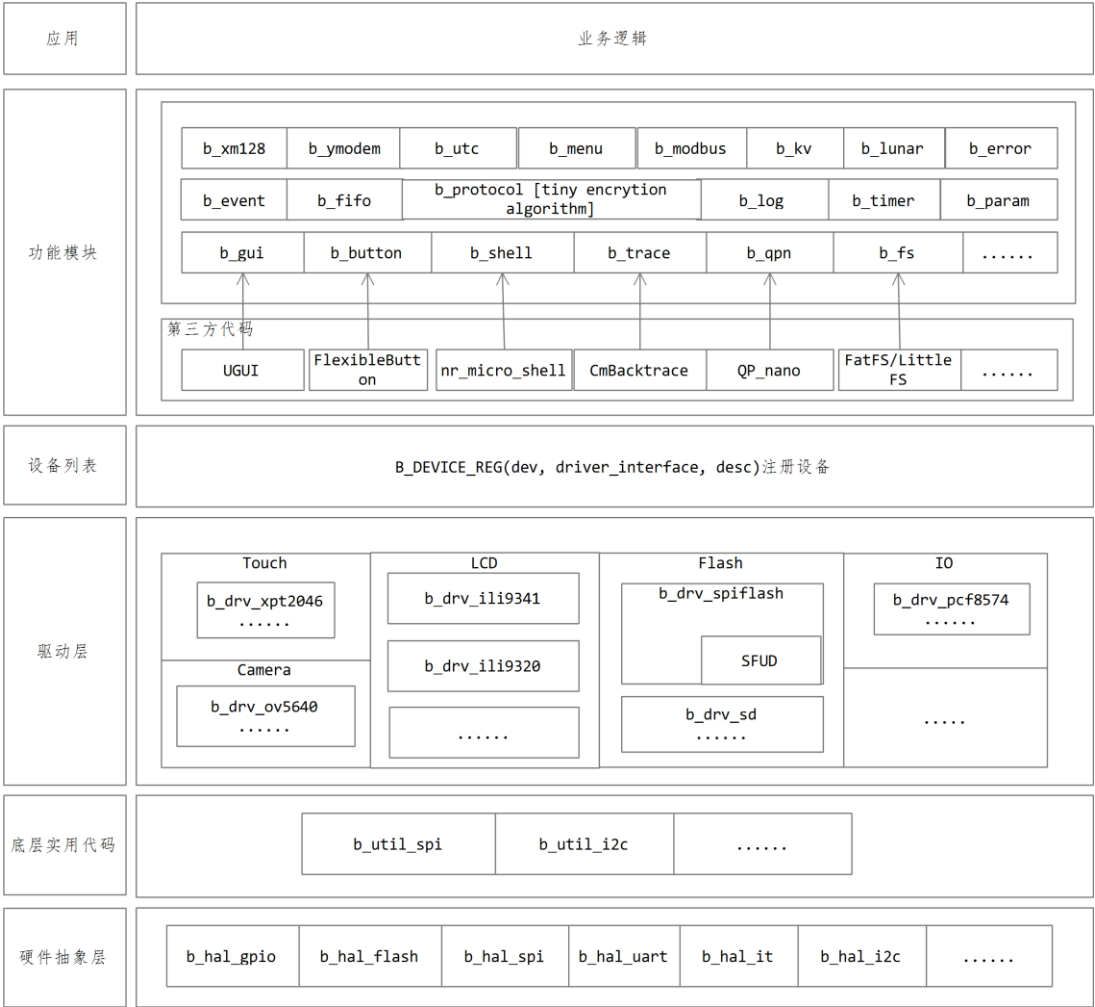 应用
业务逻辑
功能模块
b_xm128
b_ymodem
b_utc
b_menu
b_modbus
b_kv
b_lunar
b_error
b_event
b_fifo
b_protocol [tiny encrytion
algorithm]
b_log
b_timer
b_param
b_gui
b_button
b_shell
b_trace
b_qpn
b_fs
......
第三方代码
UGUI
FlexibleButt
on
nr_micro_shell
CmBacktrace
QP_nano
FatFS/Little
FS
......
设备列表
B_DEVICE_REG(dev, driver_interface, desc)注册设备
驱动层
Touch
b_drv_xpt2046
......
Camera
b_drv_ov5640
......
LCD
b_drv_ili9341
b_drv_ili9320
......
Flash
b_drv_spiflash
SFUD
b_drv_sd
......
IO
b_drv_pcf8574
......
.....
底层实用代码
b_util_spi
b_util_i2c
......
硬件抽象层
b_hal_gpio
b_hal_flash
b_hal_spi
b_hal_uart
b_hal_it
b_hal_i2c
......